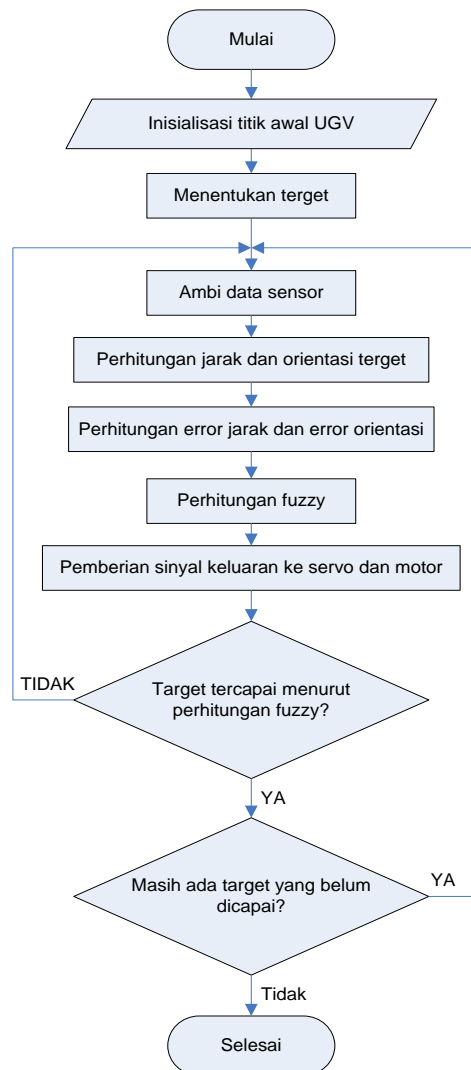 Mulai
Inisialisasi titik awal UGV
Menentukan terget
Ambi data sensor
Perhitungan jarak dan orientasi terget
Perhitungan error jarak dan error orientasi
Perhitungan fuzzy
Pemberian sinyal keluaran ke servo dan motor
TIDAK
Target tercapai menurut
perhitungan fuzzy?
YA
Masih ada target yang belum
dicapai?
YA
Tidak
Selesai